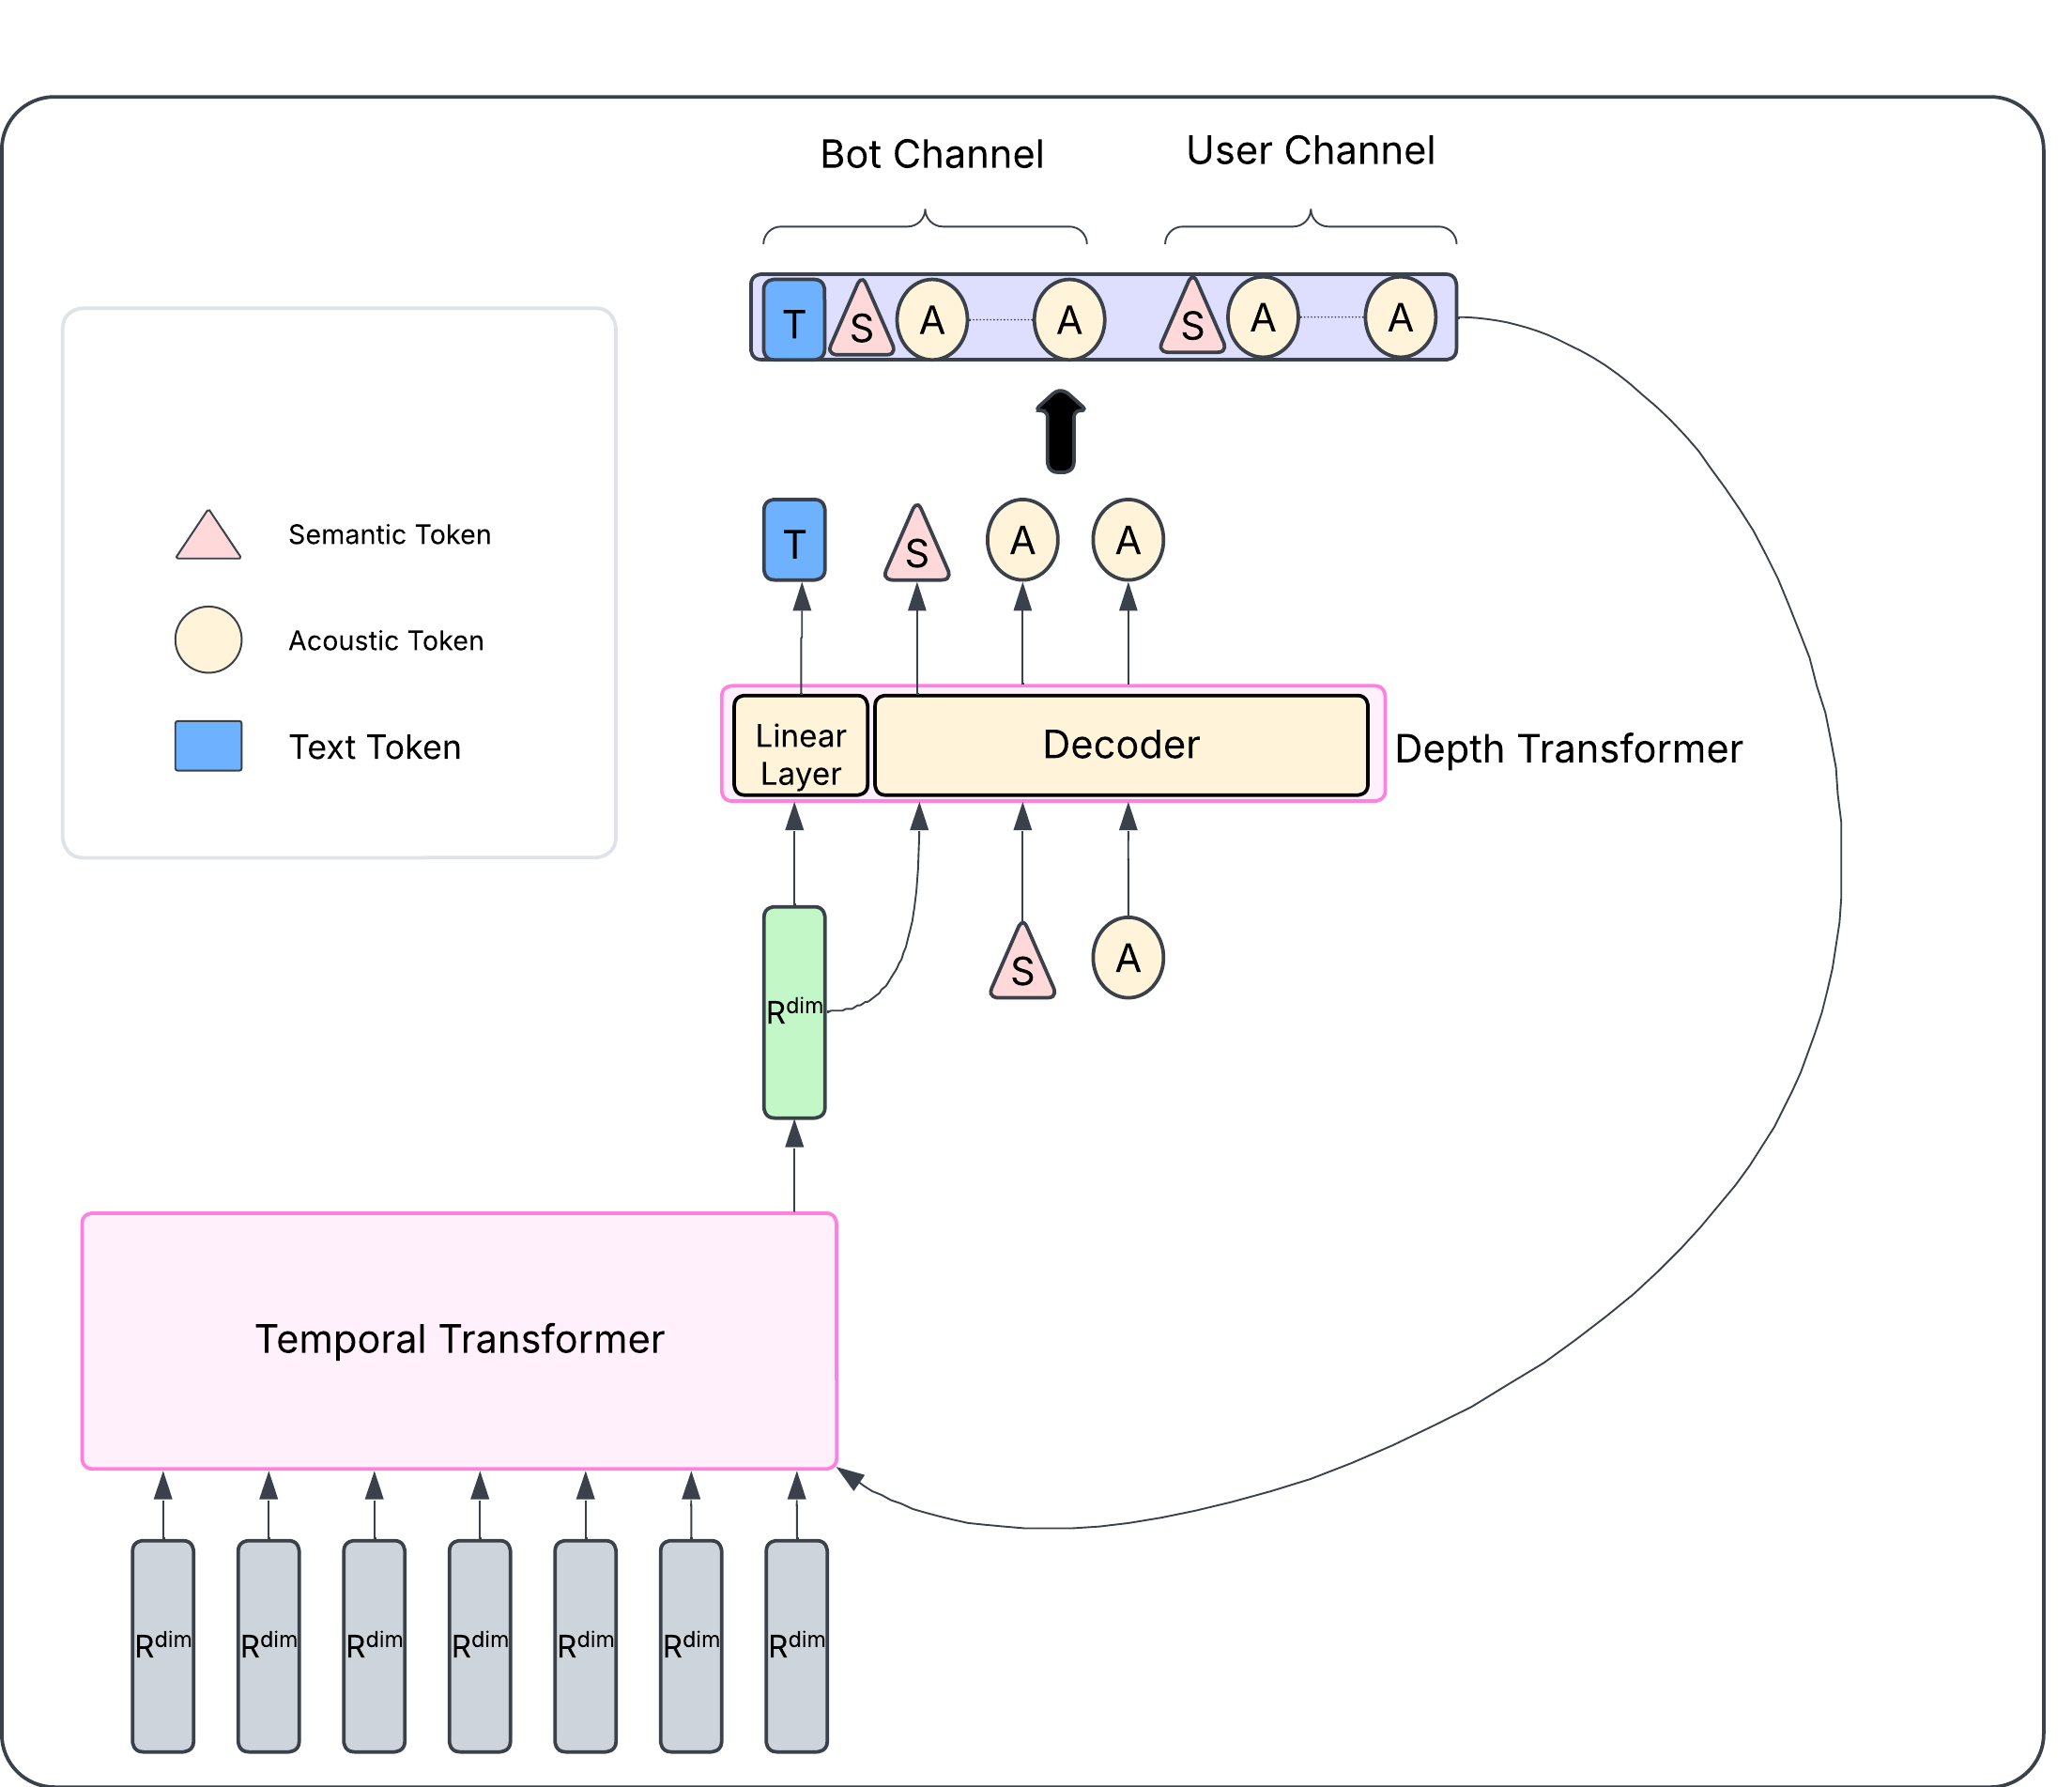 Bot Channel
User Channel
T S A A S A A
Semantic Token
Acoustic Token
Text Token
T S A A
Linear
Layer
Decoder
Depth Transformer
S A
R^dim
Temporal Transformer
R^dim R^dim R^dim R^dim R^dim R^dim R^dim